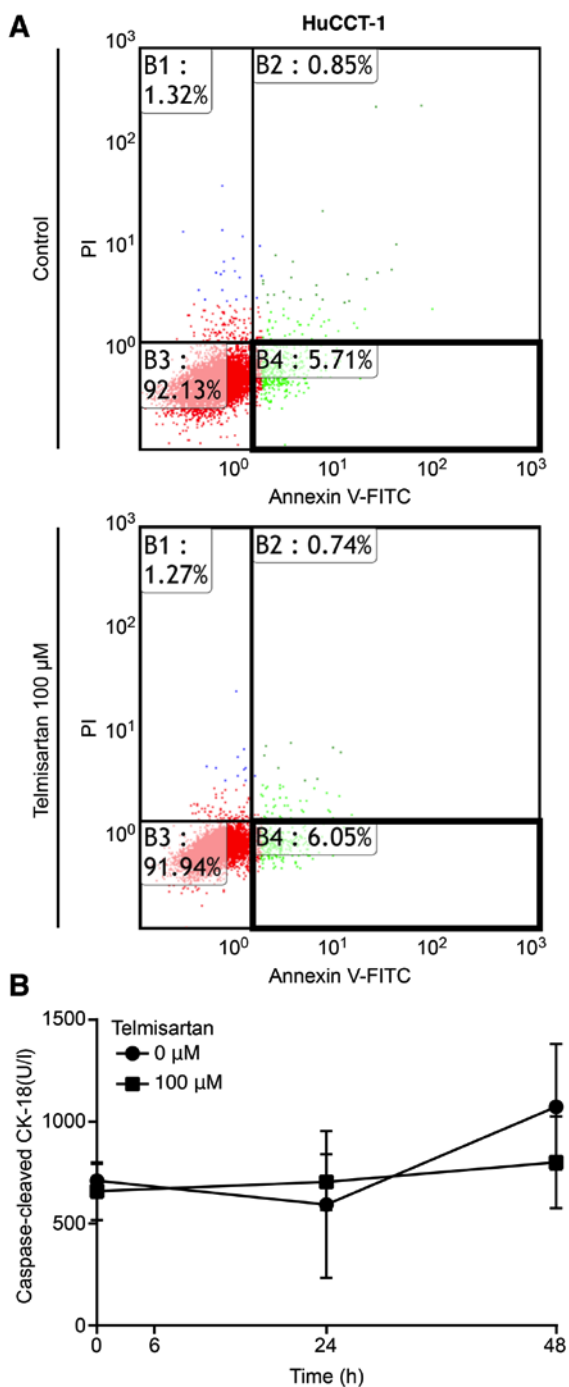 A
HuCCT-1
Control
PI
10³
10²
10¹
10⁰
B1 :
1.32%
B2 : 0.85%
B3 :
92.13%
B4 : 5.71%
10⁰ 10¹ 10² 10³
Annexin V-FITC
Telmisartan 100 µM
PI
10³
10²
10¹
10⁰
B1 :
1.27%
B2 : 0.74%
B3 :
91.94%
B4 : 6.05%
10⁰ 10¹ 10² 10³
Annexin V-FITC
B
Caspase-cleaved CK-18(U/l)
1500
1000
500
0
Telmisartan
0 µM
100 µM
0 6 24 48
Time (h)